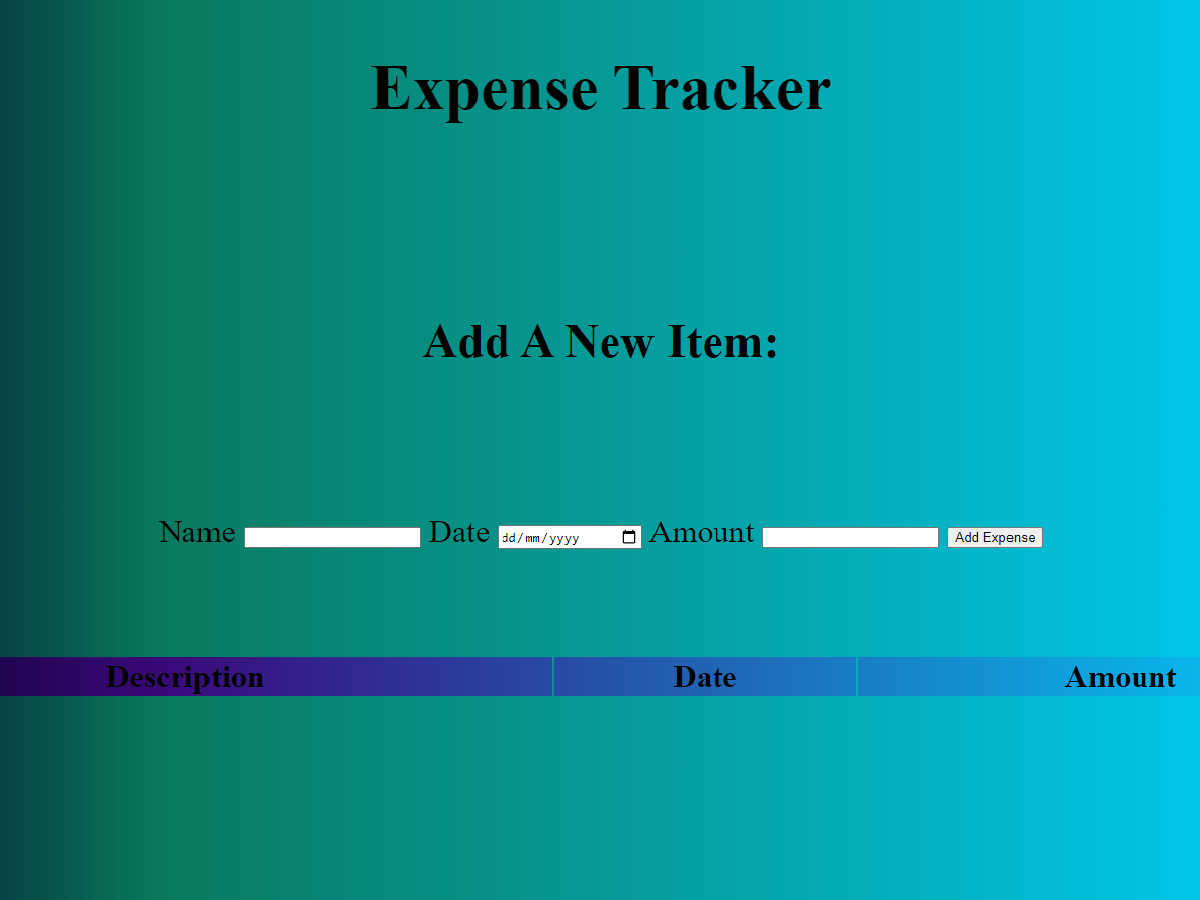 Expense Tracker
Add A New Item:
Name Date dd/mm/yyyy Amount Add Expense
Description Date Amount